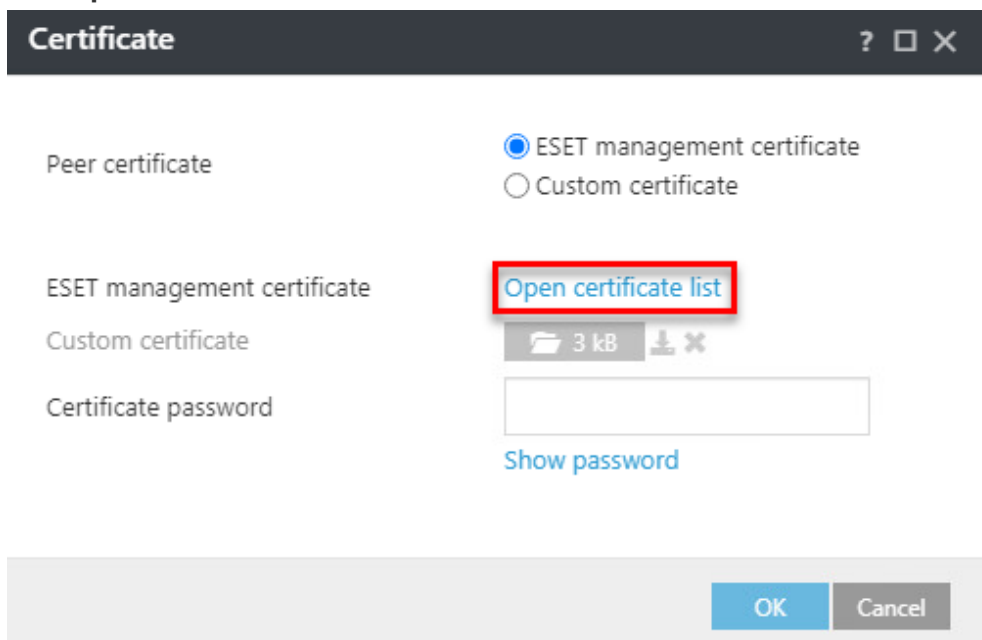 Certificate ?
Peer certificate
ESET management certificate
Custom certificate
ESET management certificate Open certificate list
Custom certificate 3 kB
Certificate password
Show password
OK Cancel